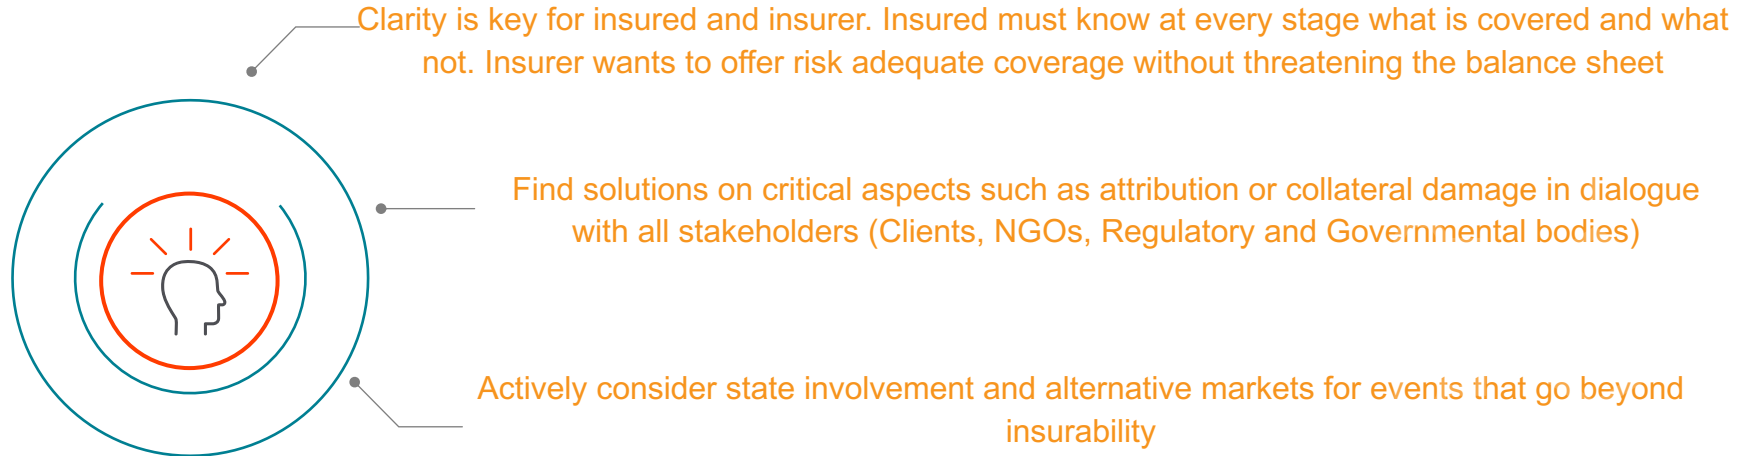 Clarity is key for insured and insurer. Insured must know at every stage what is covered and what
not. Insurer wants to offer risk adequate coverage without threatening the balance sheet
Find solutions on critical aspects such as attribution or collateral damage in dialogue
with all stakeholders (Clients, NGOs, Regulatory and Governmental bodies)
Actively consider state involvement and alternative markets for events that go beyond
insurability